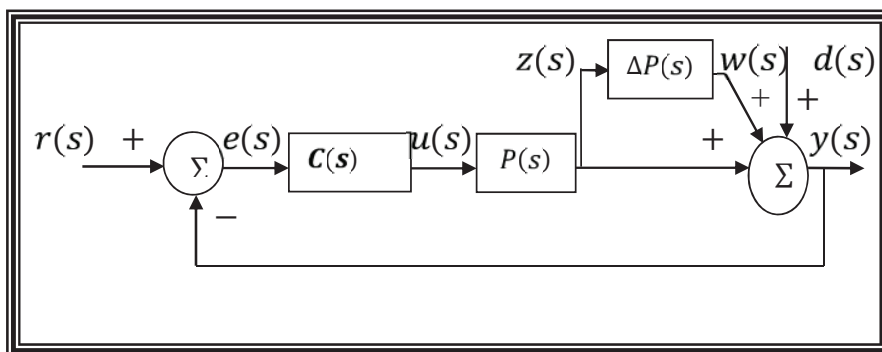 z(s) ΔP(s) w(s) d(s)
+ +
r(s) + Σ e(s) C(s) u(s) P(s) + Σ y(s)
−